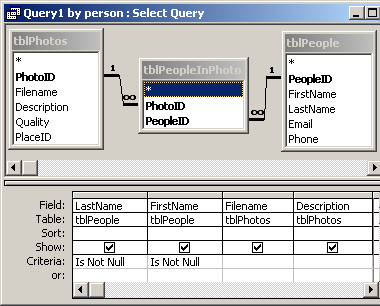 Query1 by person : Select Query
tblPhotos
*
PhotoID
Filename
Description
Quality
PlaceID
1
∞
tblPeopleInPhoto
*
PhotoID
PeopleID
∞
1
tblPeople
*
PeopleID
FirstName
LastName
Email
Phone
Field: LastName FirstName Filename Description
Table: tblPeople tblPeople tblPhotos tblPhotos
Sort:
Show:
Criteria: Is Not Null Is Not Null
or: